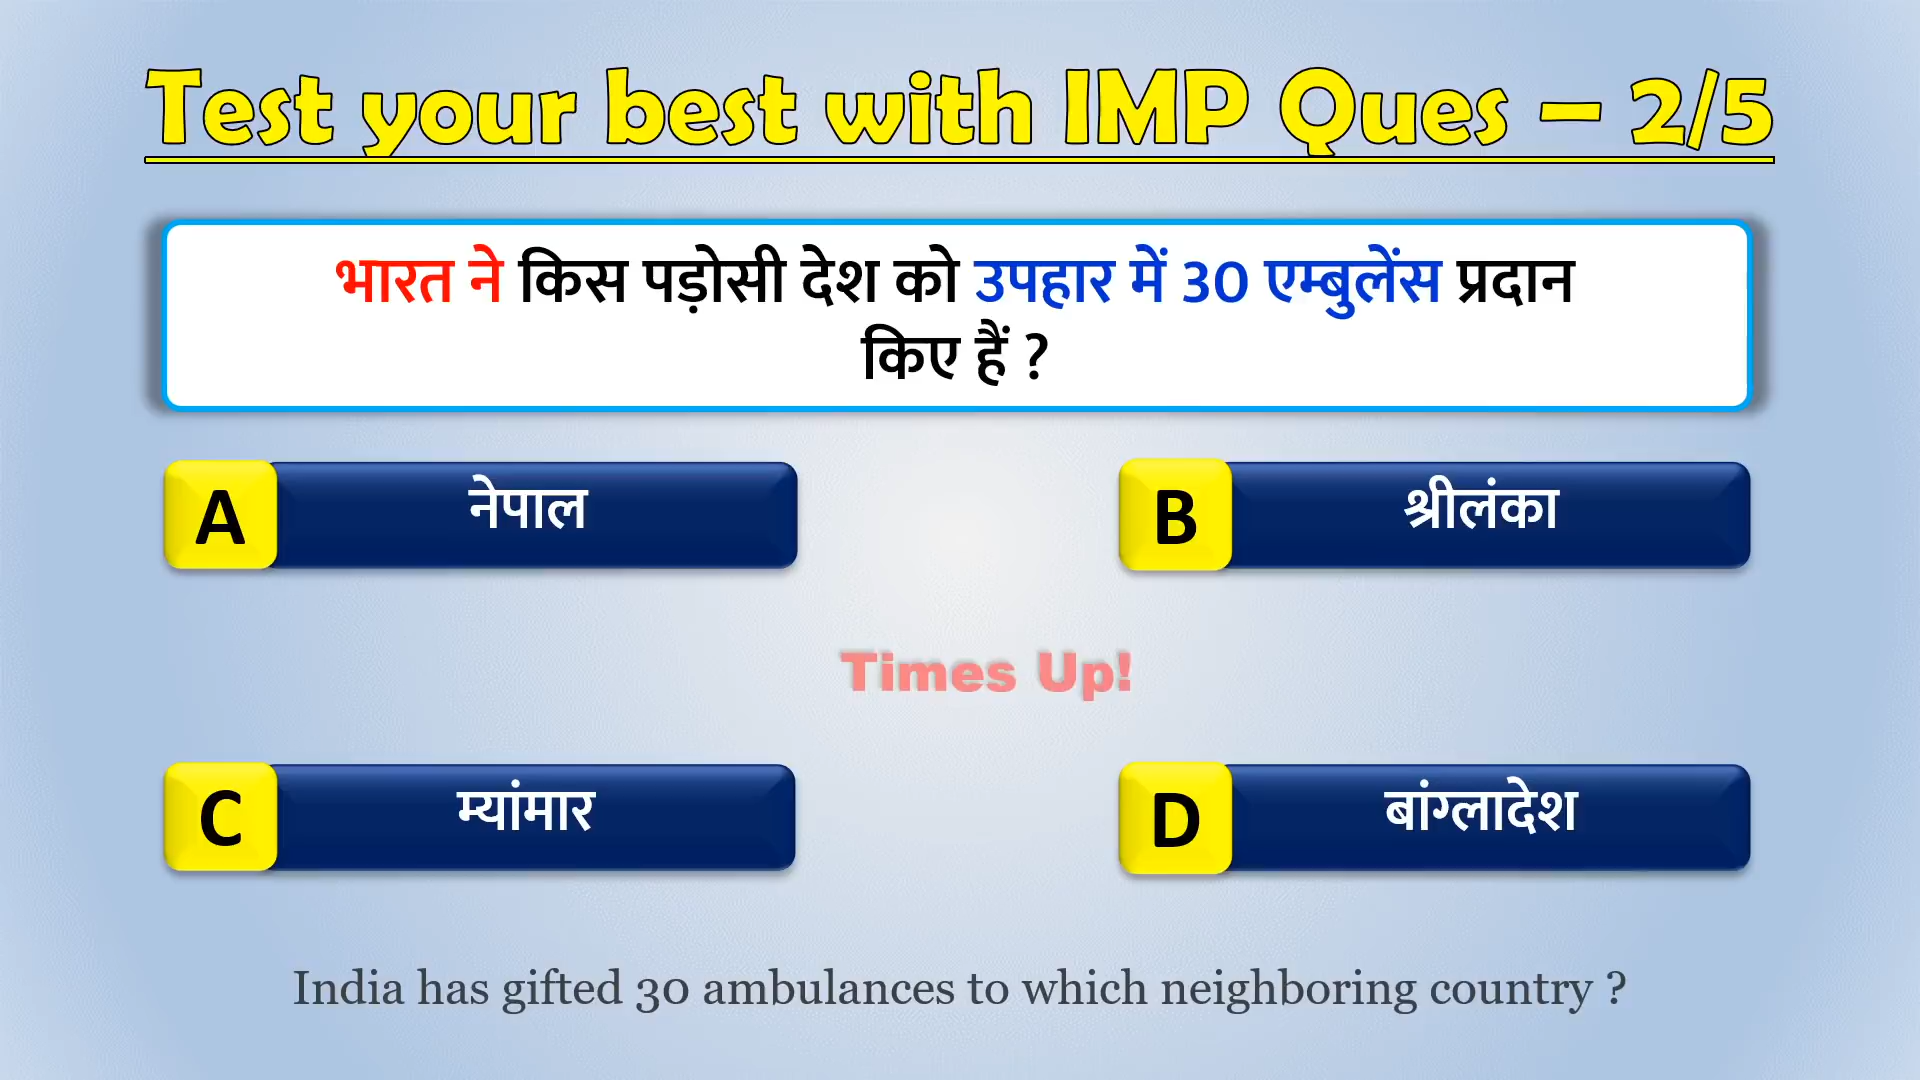 Test your best with IMP Ques – 2/5
भारत ने किस पड़ोसी देश को उपहार में 30 एम्बुलेंस प्रदान
किए हैं ?
A नेपाल
B श्रीलंका
Times Up!
C म्यांमार
D बांग्लादेश
India has gifted 30 ambulances to which neighboring country ?